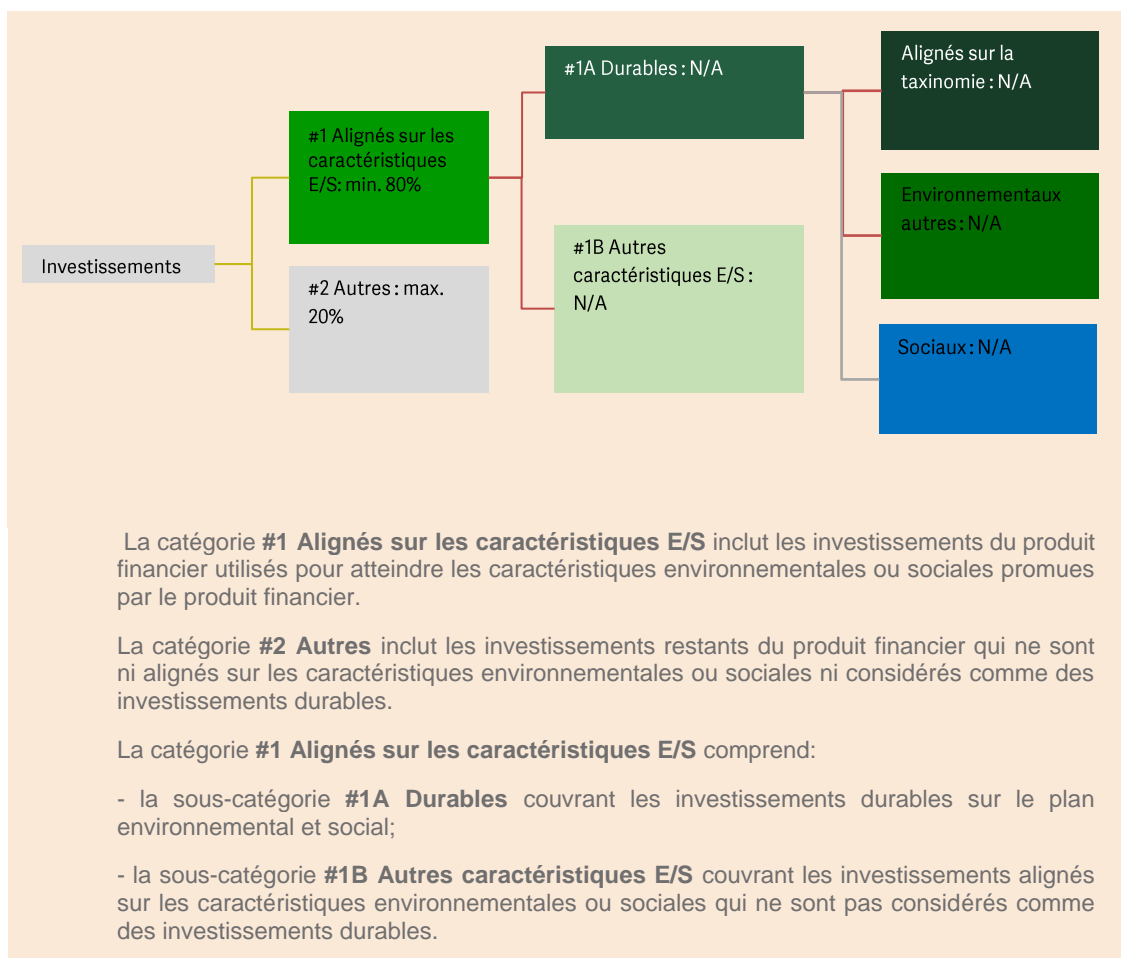 Investissements
#1 Alignés sur les
caractéristiques
E/S: min. 80%
#2 Autres : max.
20%
#1A Durables : N/A
#1B Autres
caractéristiques E/S :
N/A
Alignés sur la
taxinomie : N/A
Environnementaux
autres : N/A
Sociaux : N/A
La catégorie #1 Alignés sur les caractéristiques E/S inclut les investissements du produit
financier utilisés pour atteindre les caractéristiques environnementales ou sociales promues
par le produit financier.
La catégorie #2 Autres inclut les investissements restants du produit financier qui ne sont
ni alignés sur les caractéristiques environnementales ou sociales ni considérés comme des
investissements durables.
La catégorie #1 Alignés sur les caractéristiques E/S comprend:
- la sous-catégorie #1A Durables couvrant les investissements durables sur le plan
environnemental et social;
- la sous-catégorie #1B Autres caractéristiques E/S couvrant les investissements alignés
sur les caractéristiques environnementales ou sociales qui ne sont pas considérés comme
des investissements durables.